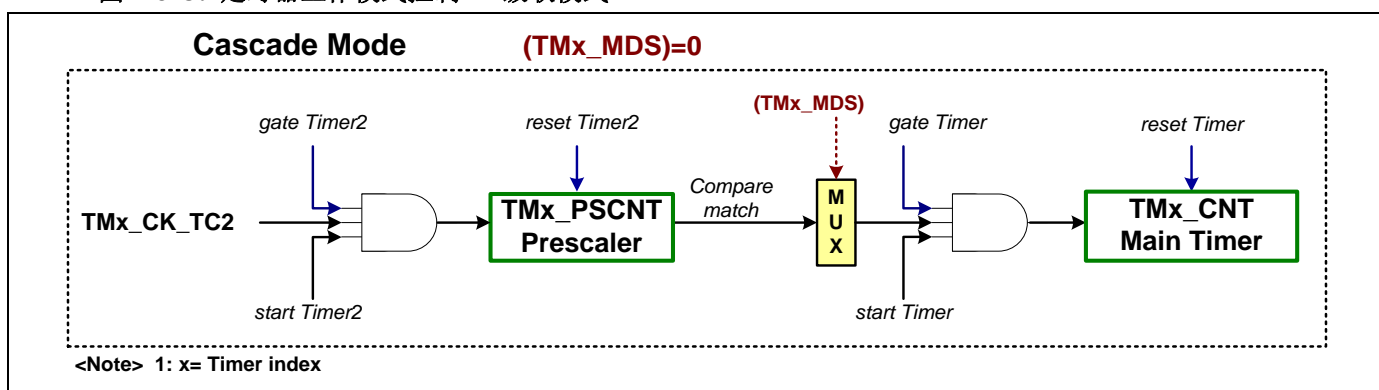 Cascade Mode (TMx_MDS)=0
(TMx_MDS)
gate Timer2 reset Timer2 gate Timer reset Timer
TMx_CK_TC2
TMx_PSCNT
Prescaler
Compare
match
M
U
X
TMx_CNT
Main Timer
start Timer2 start Timer
<Note> 1: x= Timer index